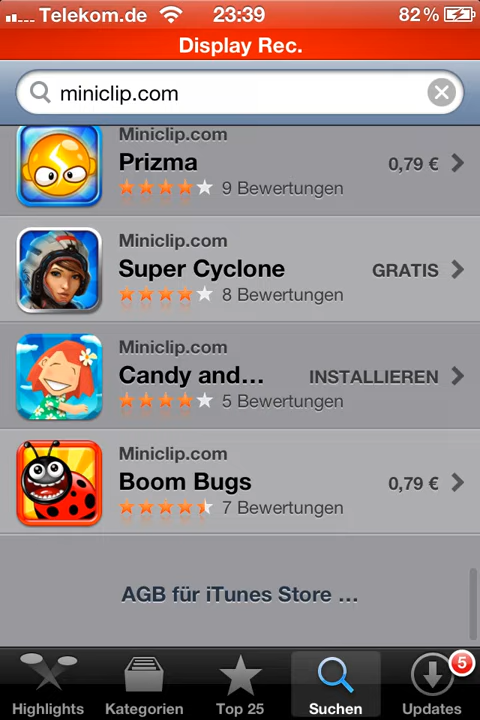 Telekom.de 23:39 82%
Display Rec.
miniclip.com
Miniclip.com
Prizma 0,79 €
9 Bewertungen
Miniclip.com
Super Cyclone GRATIS
8 Bewertungen
Miniclip.com
Candy and... INSTALLIEREN
5 Bewertungen
Miniclip.com
Boom Bugs 0,79 €
7 Bewertungen
AGB für iTunes Store ...
5
Highlights Kategorien Top 25 Suchen Updates